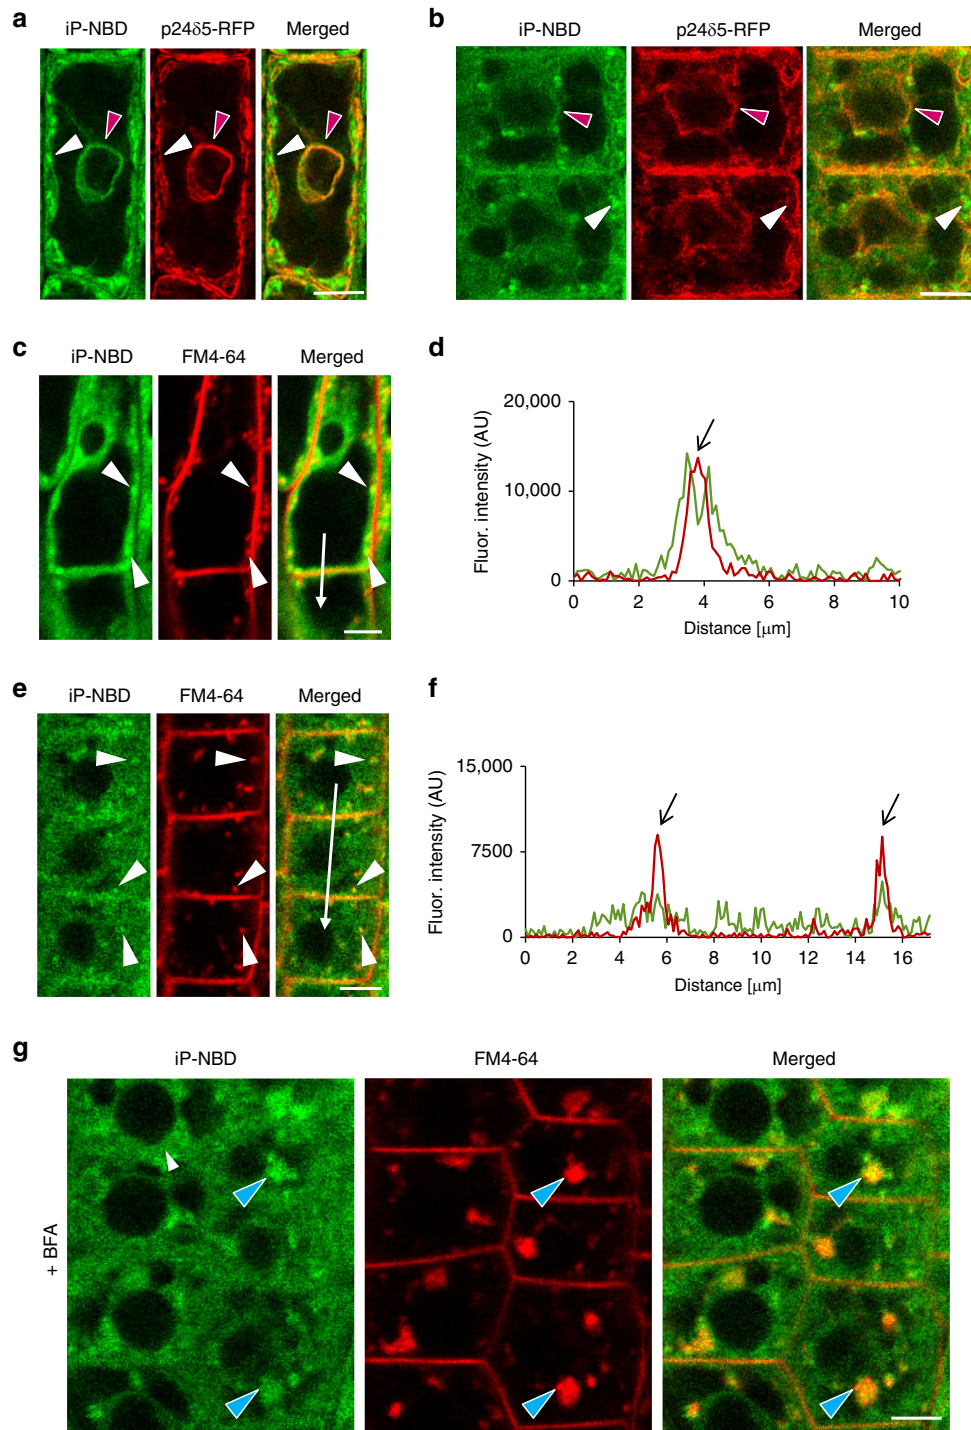 a
iP-NBD p24δ5-RFP Merged
b
iP-NBD p24δ5-RFP Merged
c
iP-NBD FM4-64 Merged
d
Fluor. intensity (AU)
20,000
10,000
0
0 2 4 6 8 10
Distance [μm]
e
iP-NBD FM4-64 Merged
f
Fluor. intensity (AU)
15,000
7500
0
0 2 4 6 8 10 12 14 16
Distance [μm]
g
iP-NBD FM4-64 Merged
+ BFA